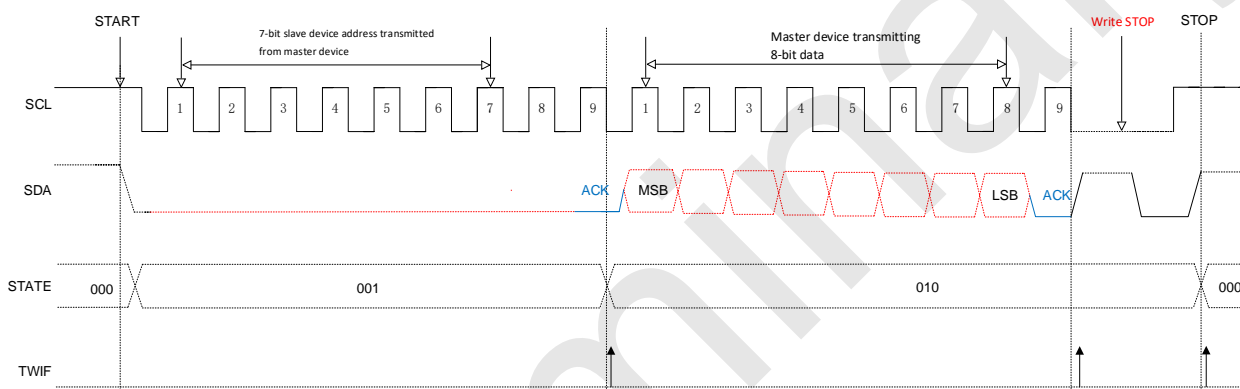 START
7-bit slave device address transmitted
from master device
Master device transmitting
8-bit data
Write STOP
STOP
SCL
1 2 3 4 5 6 7 8 9 1 2 3 4 5 6 7 8 9
SDA
ACK MSB LSB ACK
STATE
000 001 010 000
TWIF